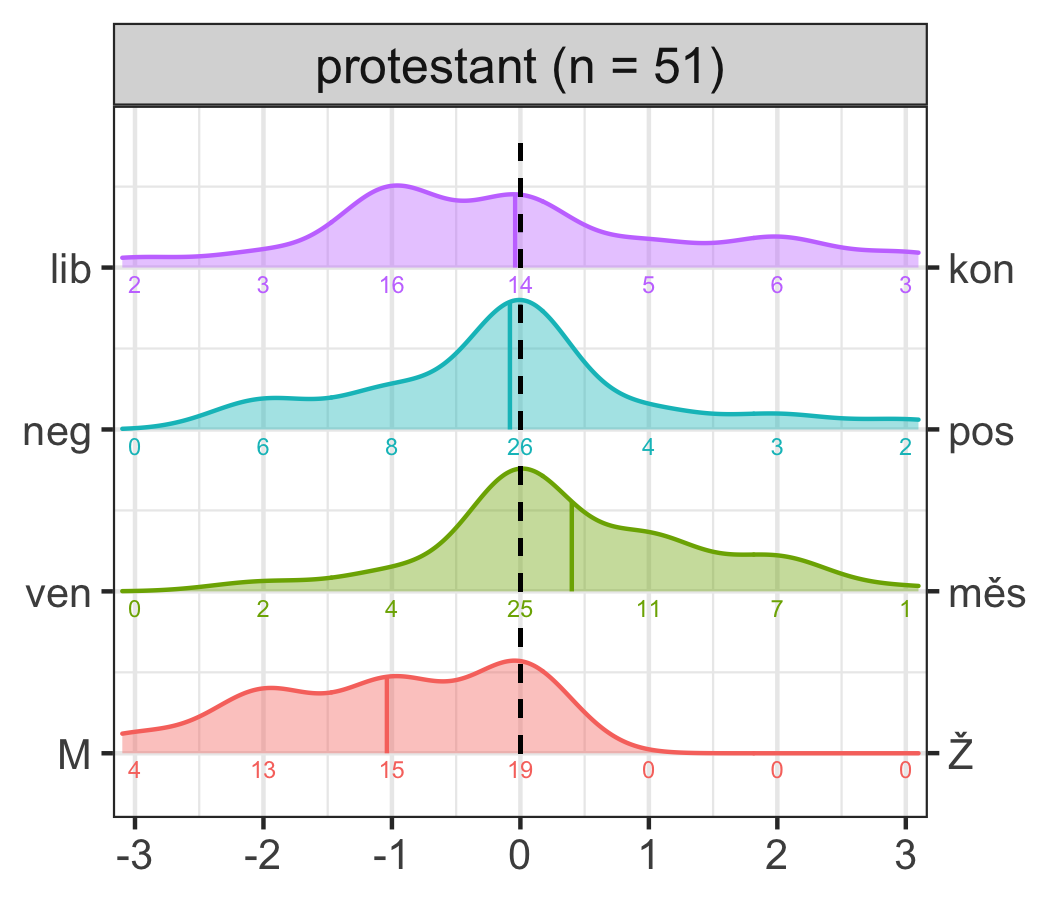 protestant (n = 51)
lib kon
2 3 16 14 5 6 3
neg pos
0 6 8 26 4 3 2
ven měs
0 2 4 25 11 7 1
M Ž
4 13 15 19 0 0 0
-3 -2 -1 0 1 2 3